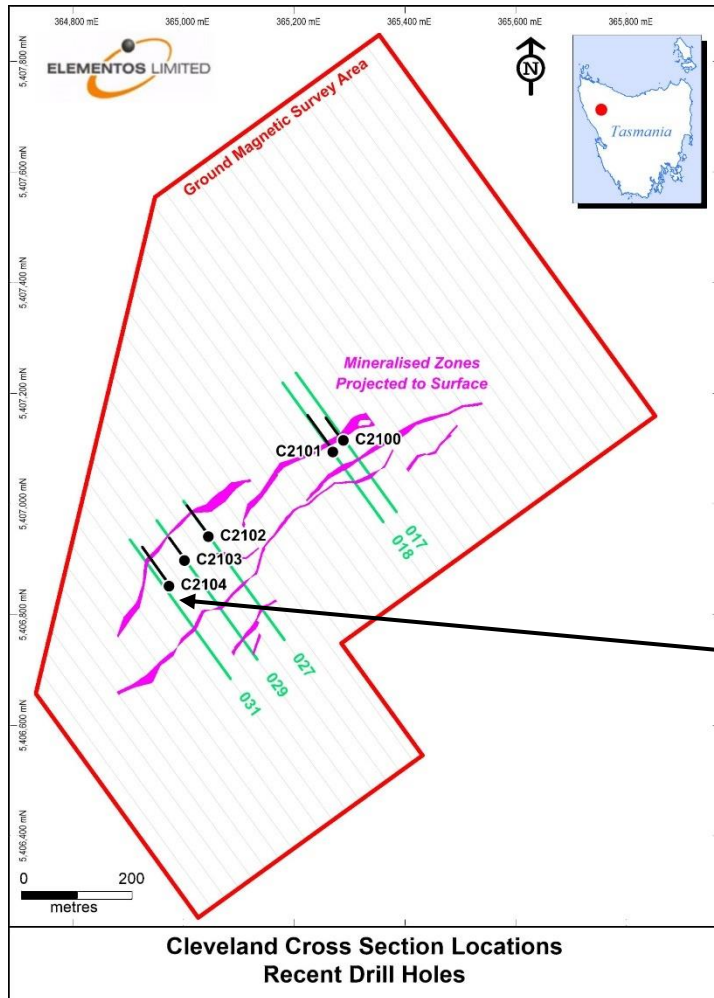 364,800 mE
365,000 mE
365,200 mE
365,400 mE
365,600 mE
365,800 mE
5,407,800 mN
5,407,600 mN
5,407,400 mN
5,407,200 mN
5,407,000 mN
5,406,800 mN
5,406,600 mN
5,406,400 mN
ELEMENTOS LIMITED
N
Tasmania
Ground Magnetic Survey Area
Mineralised Zones
Projected to Surface
C2100
C2101
C2102
C2103
C2104
017
018
027
029
031
0 200
metres
Cleveland Cross Section Locations
Recent Drill Holes